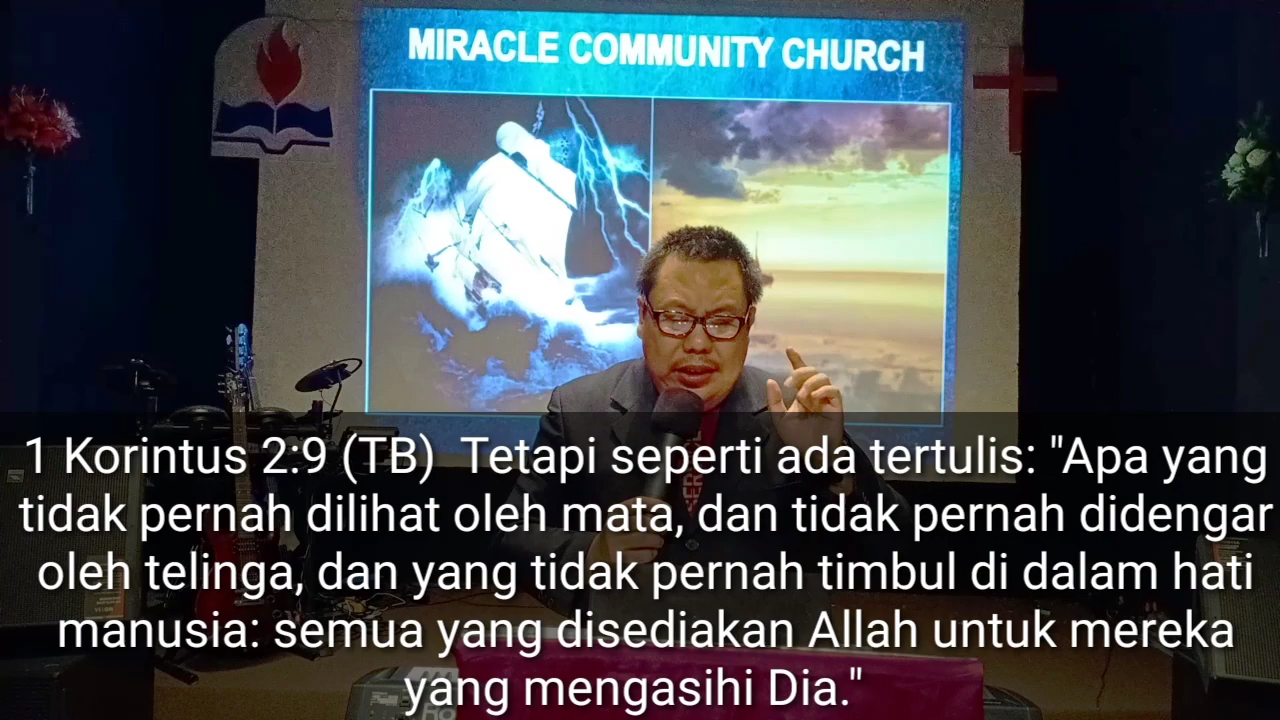 MIRACLE COMMUNITY CHURCH
1 Korintus 2:9 (TB)  Tetapi seperti ada tertulis: "Apa yang
tidak pernah dilihat oleh mata, dan tidak pernah didengar
oleh telinga, dan yang tidak pernah timbul di dalam hati
manusia: semua yang disediakan Allah untuk mereka
yang mengasihi Dia."